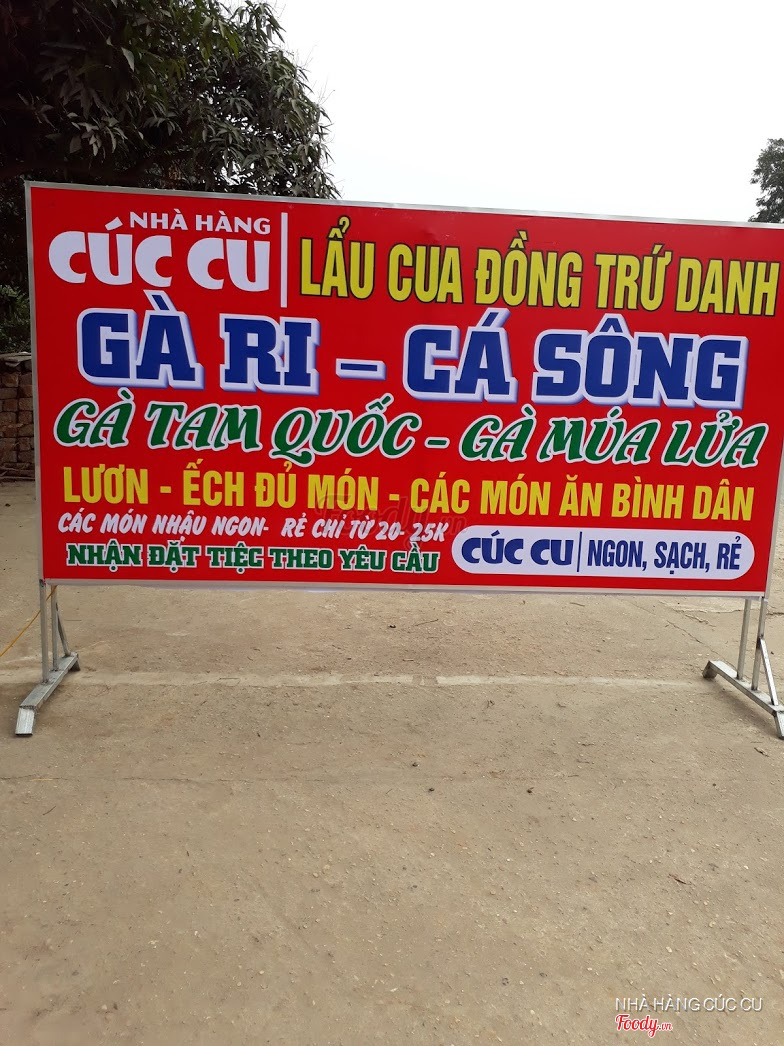 NHÀ HÀNG
CÚC CU
LẨU CUA ĐỒNG TRỨ DANH
GÀ RI - CÁ SÔNG
GÀ TAM QUỐC - GÀ MÚA LỬA
LƯƠN - ẾCH ĐỦ MÓN - CÁC MÓN ĂN BÌNH DÂN
CÁC MÓN NHẬU NGON- RẺ CHỈ TỪ 20- 25K
NHẬN ĐẶT TIỆC THEO YÊU CẦU
CÚC CU NGON, SẠCH, RẺ
Foody.vn
NHÀ HÀNG CÚC CU
Foody.vn